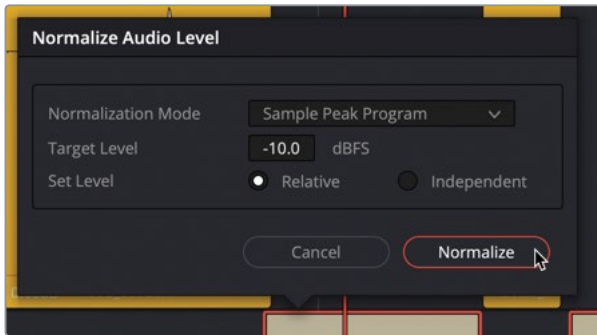 Normalize Audio Level
Normalization Mode Sample Peak Program
Target Level -10.0 dBFS
Set Level Relative Independent
Cancel Normalize